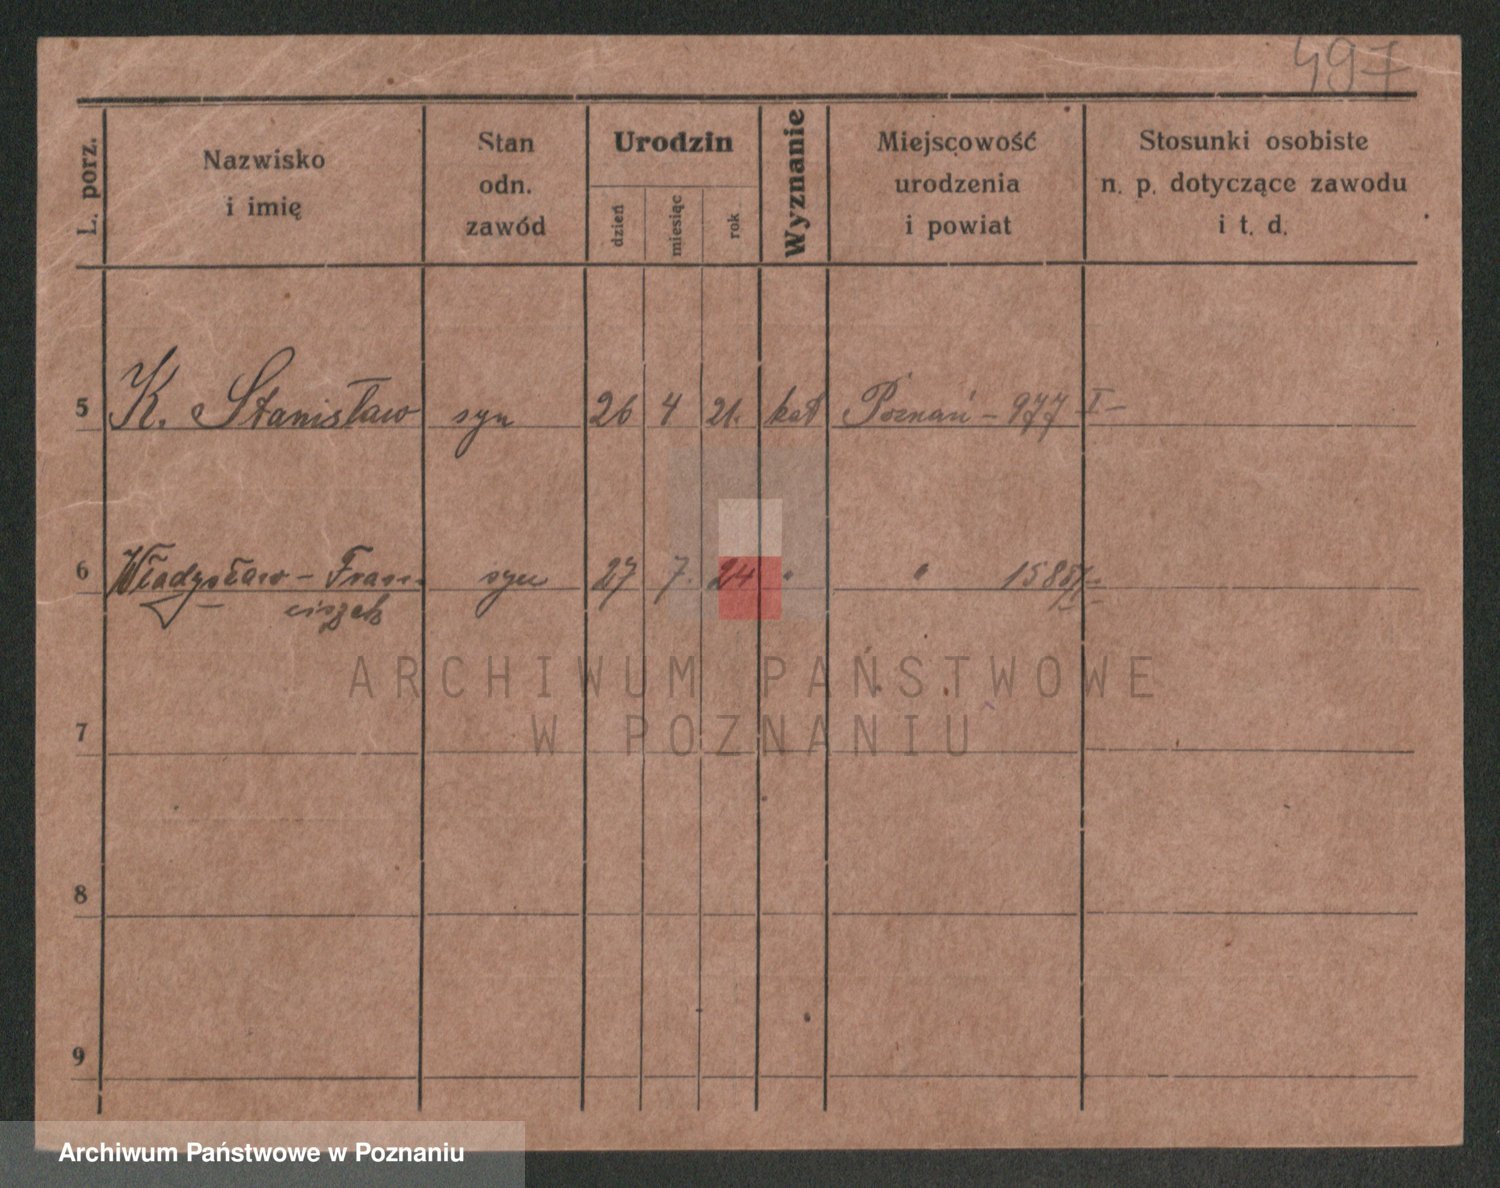 497
L. porz.
Nazwisko
i imię
Stan
odn.
zawód
Urodzin
dzień
miesiąc
rok
Wyznanie
Miejscowość
urodzenia
i powiat
Stosunki osobiste
n. p. dotyczące zawodu
i t. d.
5 K. Stanisław syn 26 4 21. kat Poznań - 977 I -
6 Władysław - Fran- syn 27 7. 24 " "
ciszek
ARCHIWUM PAŃSTWOWE
W POZNANIU
7
8
9
Archiwum Państwowe w Poznaniu